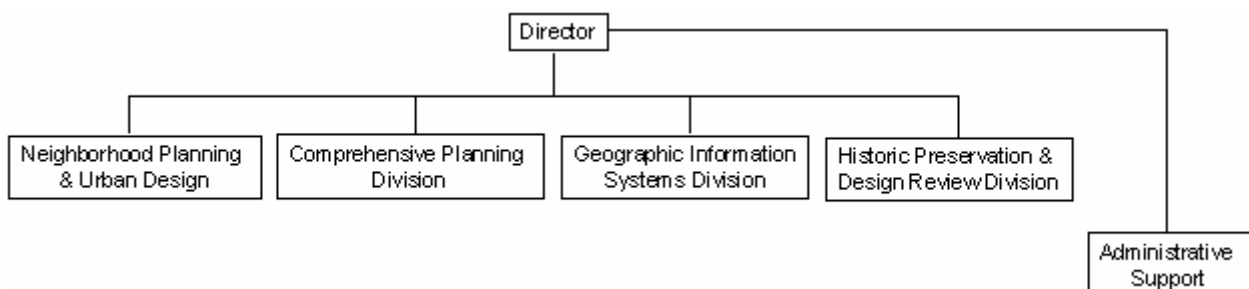 Director
Neighborhood Planning
& Urban Design
Comprehensive Planning
Division
Geographic Information
Systems Division
Historic Preservation &
Design Review Division
Administrative
Support